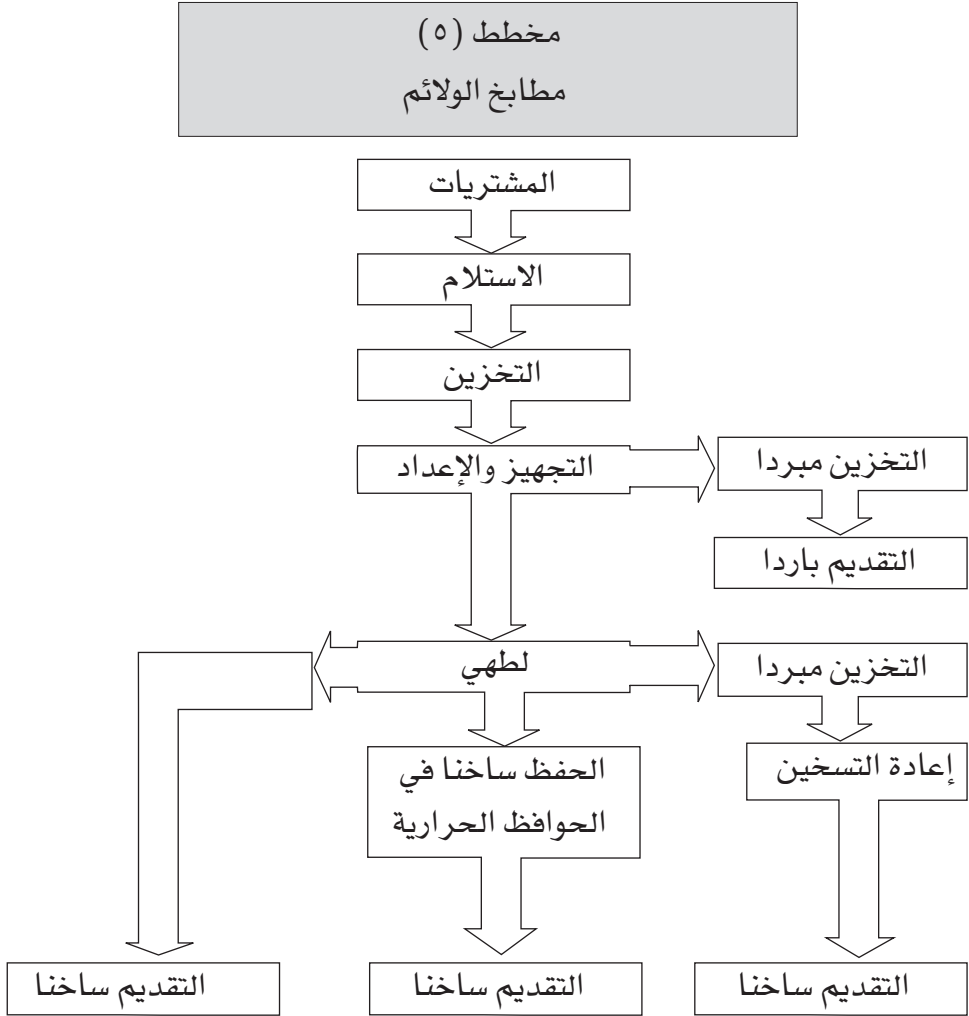 مخطط (٥)
مطابخ الولائم
المشتريات
الاستلام
التخزين
التجهيز والإعداد
التخزين مبردا
التقديم باردا
لطهي
التخزين مبردا
إعادة التسخين
الحفظ ساخنا في
الحوافظ الحرارية
التقديم ساخنا
التقديم ساخنا
التقديم ساخنا